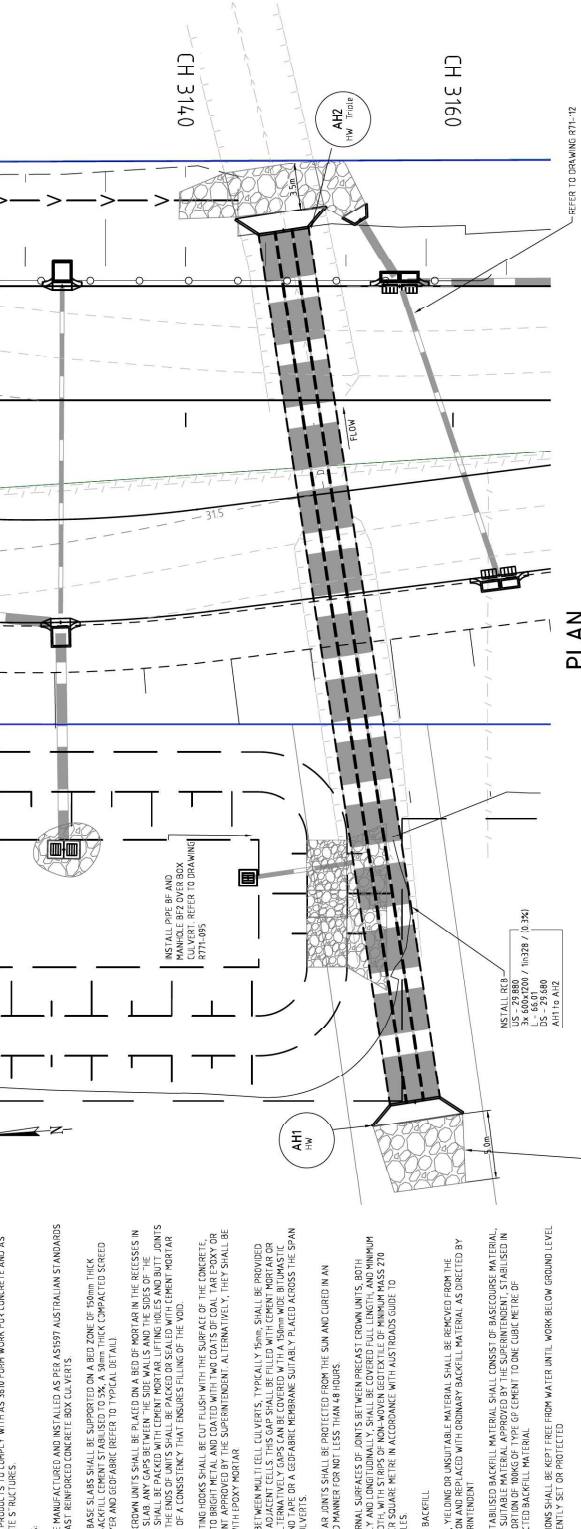 PRODUCTS TO COMPLY WITH AS 3610 FORM WORK FOR CONCRETE AND AS
TE STRUCTURES.
E MANUFACTURED AND INSTALLED AS PER AS1597 AUSTRALIAN STANDARDS
AST REINFORCED CONCRETE BOX CULVERTS.
BASE SLABS SHALL BE SUPPORTED ON A BED ZONE OF 150mm THICK
ACKFILL CEMENT STABILISED TO 5%, A 50mm THICK COMPACTED SCREED
ER AND GEOFABRIC (REFER TO TYPICAL DETAIL)
CROWN UNITS SHALL BE PLACED ON A BED OF MORTAR IN THE RECESSES IN
SLAB. ANY GAPS BETWEEN THE SIDE WALLS AND THE SIDES OF THE
SHALL BE PACKED WITH CEMENT MORTAR. LIFTING HOLES AND BUTT JOINTS
THE ENDS OF UNITS SHALL BE PACKED OR SEALED WITH CEMENT MORTAR
OF A CONSISTENCY THAT ENSURES FILLING OF THE VOID.
TING HOOKS SHALL BE CUT FLUSH WITH THE SURFACE OF THE CONCRETE,
TO BRIGHT METAL AND COATED WITH TWO COATS OF COAL TAR EPOXY OR
NT APPROVED BY THE SUPERINTENDENT. ALTERNATIVELY, THEY SHALL BE
WITH EPOXY MORTAR.
BETWEEN MULTICELL CULVERTS, TYPICALLY 15mm, SHALL BE PROVIDED
ADJACENT CELLS. THIS GAP SHALL BE FILLED WITH CEMENT MORTAR OR
LTERNATIVELY GAPS CAN BE COVERED WITH A 150mm WIDE BITUMASTIC
ND TAPE OR A GEOFABRIC MEMBRANE SUITABLY PLACED ACROSS THE SPAN
ULVERTS.
AR JOINTS SHALL BE PROTECTED FROM THE SUN AND CURED IN AN
D MANNER FOR NOT LESS THAN 48 HOURS.
RNAL SURFACES OF JOINTS BETWEEN PRECAST CROWN UNITS, BOTH
Y AND LONGITUDINALLY, SHALL BE COVERED FULL LENGTH, AND MINIMUM
DTH, WITH STRIPS OF NON-WOVEN GEOTEXTILE OF MINIMUM MASS 270
R SQUARE METRE IN ACCORDANCE WITH AUSTROADS GUIDE TO
LES.
BACKFILL
YIELDING OR UNSUITABLE MATERIAL SHALL BE REMOVED FROM THE
ON AND REPLACED WITH ORDINARY BACKFILL MATERIAL AS DIRECTED BY
RINTENDENT
TABILISED BACKFILL MATERIAL SHALL CONSIST OF BASECOURSE MATERIAL,
SUITABLE MATERIAL APPROVED BY THE SUPERINTENDENT, STABILISED IN
ORTION OF 100KG OF TYPE GP CEMENT TO ONE CUBIC METRE OF
CTED BACKFILL MATERIAL
IONS SHALL BE KEPT FREE FROM WATER UNTIL WORK BELOW GROUND LEVEL
ENTLY SET OR PROTECTED
N
INSTALL PIPE BF AND
MANHOLE BF2 OVER BOX
CULVERT. REFER TO DRAWING
R771-095
AH1
HW
5.0m
NSTALL RCB
US - 29.880
3x 600x1200 / 1in328 / (0.3%)
L - 66.01
DS - 29.680
AH1 to AH2
31.5
FLOW
CH 3140
AH2
HW Triple
3.5m
CH 3160
REFER TO DRAWING R71-12
PLAN